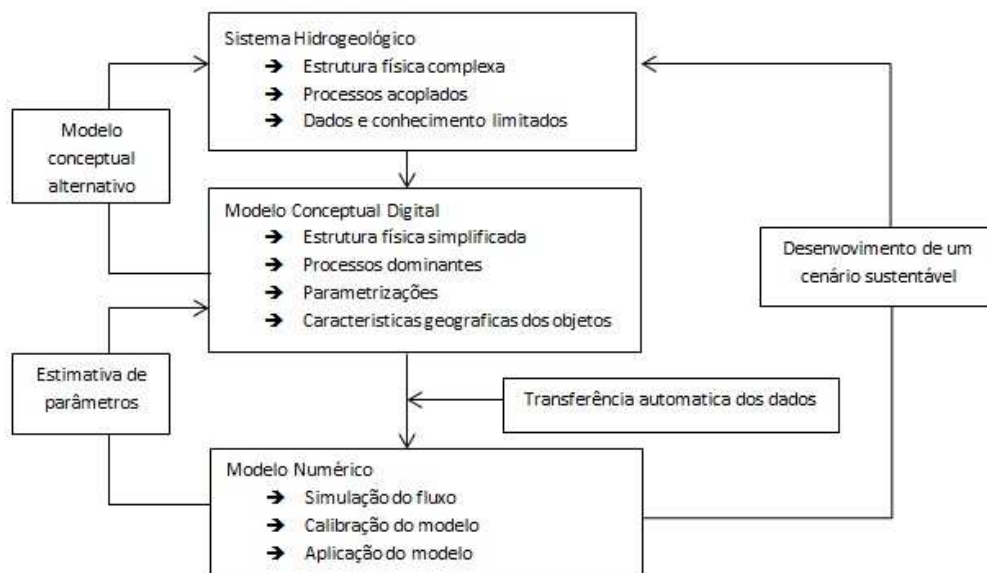 Sistema Hidrogeológico
➔ Estrutura física complexa
➔ Processos acoplados
➔ Dados e conhecimento limitados
Modelo
conceptual
alternativo
Modelo Conceptual Digital
➔ Estrutura física simplificada
➔ Processos dominantes
➔ Parametrizações
➔ Caracteristicas geograficas dos objetos
Desenvovimento de um
cenário sustentável
Estimativa de
parâmetros
Transferência automatica dos dados
Modelo Numérico
➔ Simulação do fluxo
➔ Calibração do modelo
➔ Aplicação do modelo